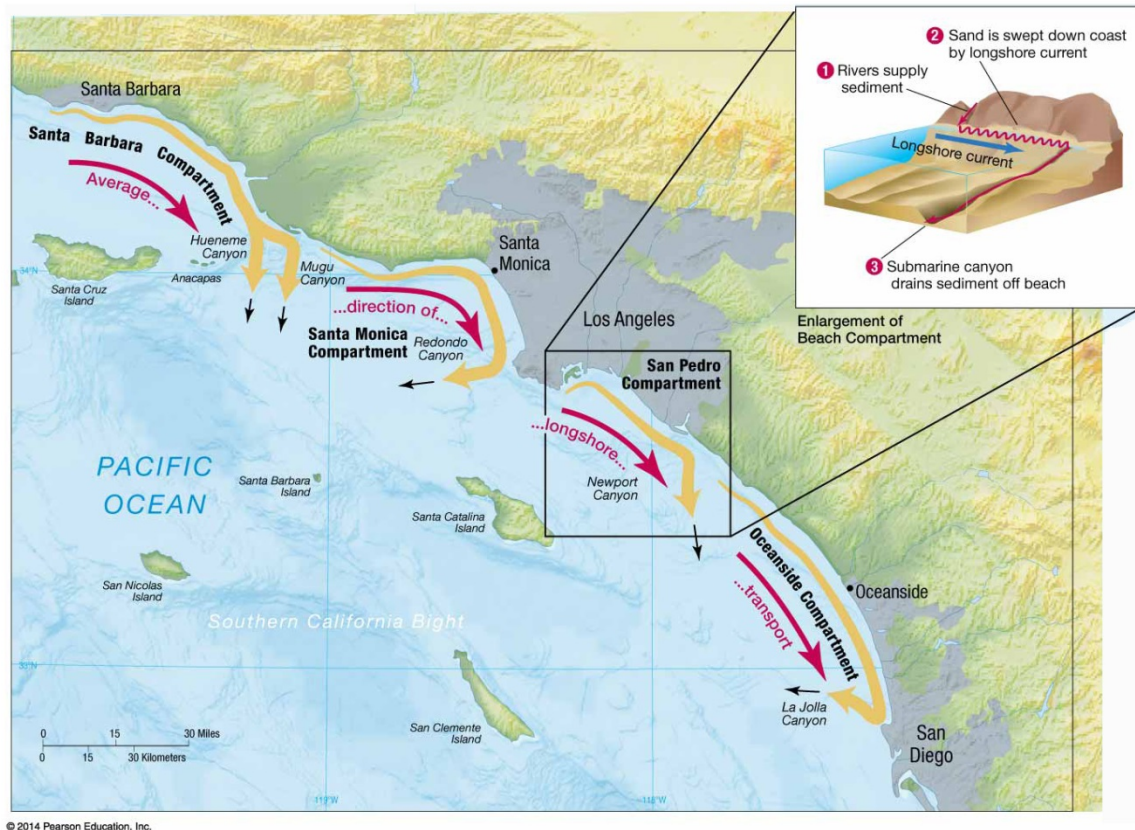 Santa Barbara
Santa Barbara Compartment
Average...
Hueneme
Canyon
Anacapas
Mugu
Canyon
34°N
Santa Cruz
Island
...direction of...
Santa Monica
Compartment
Redondo
Canyon
Santa
Monica
Los Angeles
San Pedro
Compartment
...longshore...
Newport
Canyon
PACIFIC
OCEAN
Santa Barbara
Island
Santa Catalina
Island
San Nicolas
Island
Southern California Bight
Oceanside Compartment
Oceanside
...transport
La Jolla
Canyon
San Clemente
Island
San
Diego
0 15 30 Miles
0 15 30 Kilometers
119°W
118°W
2 Sand is swept down coast
by longshore current
1 Rivers supply
sediment
Longshore current
3 Submarine canyon
drains sediment off beach
Enlargement of
Beach Compartment
© 2014 Pearson Education, Inc.